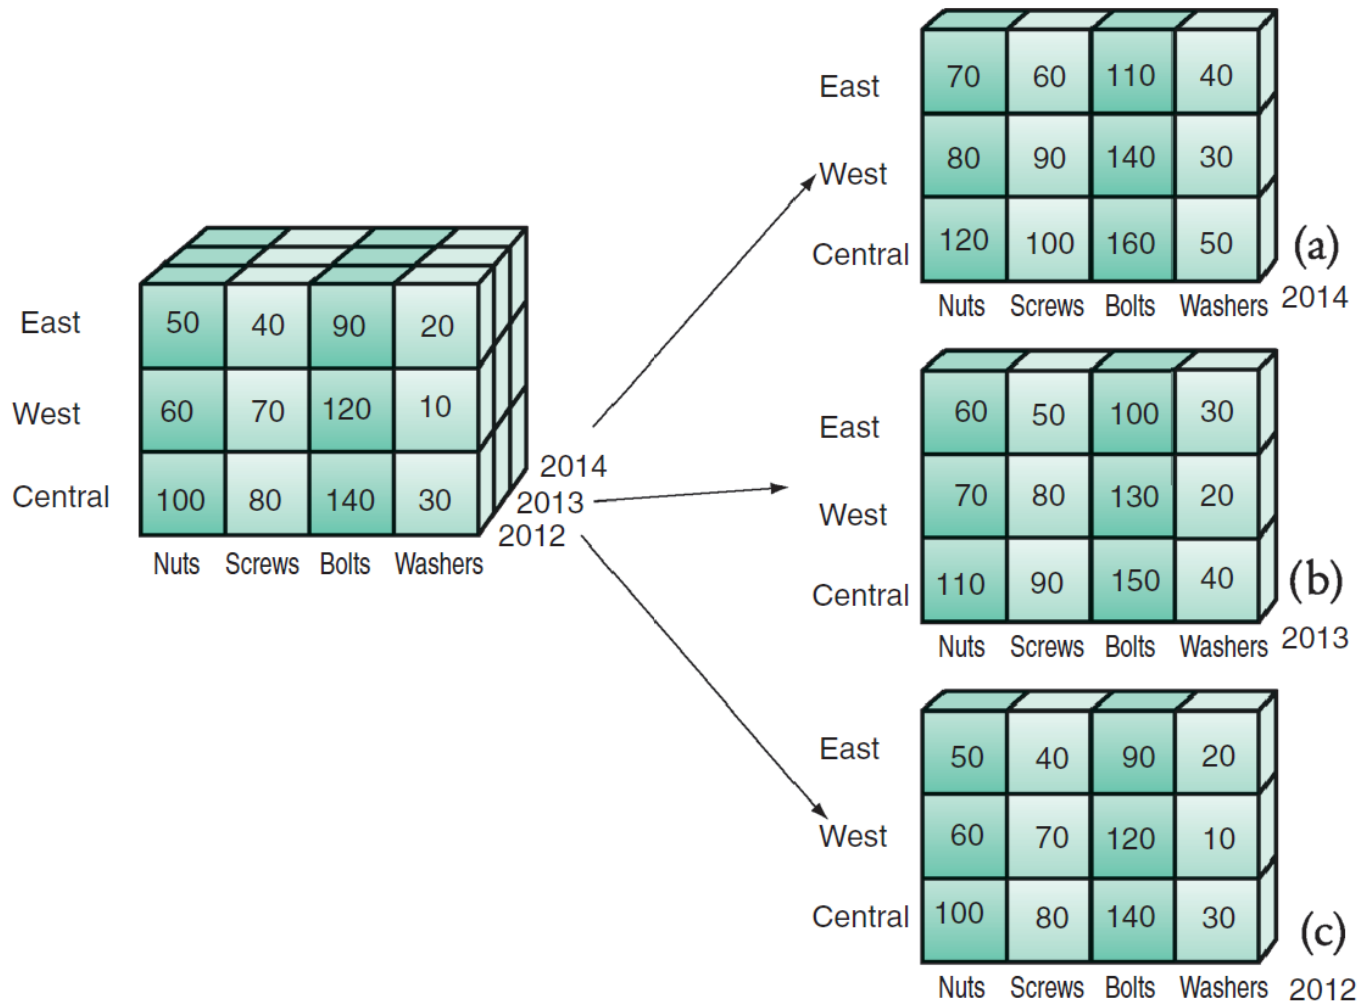 East 50 40 90 20
West 60 70 120 10
Central 100 80 140 30
Nuts Screws Bolts Washers
2014
2013
2012
East 70 60 110 40
West 80 90 140 30
Central 120 100 160 50
(a)
Nuts Screws Bolts Washers 2014
East 60 50 100 30
West 70 80 130 20
Central 110 90 150 40
(b)
Nuts Screws Bolts Washers 2013
East 50 40 90 20
West 60 70 120 10
Central 100 80 140 30
(c)
Nuts Screws Bolts Washers 2012